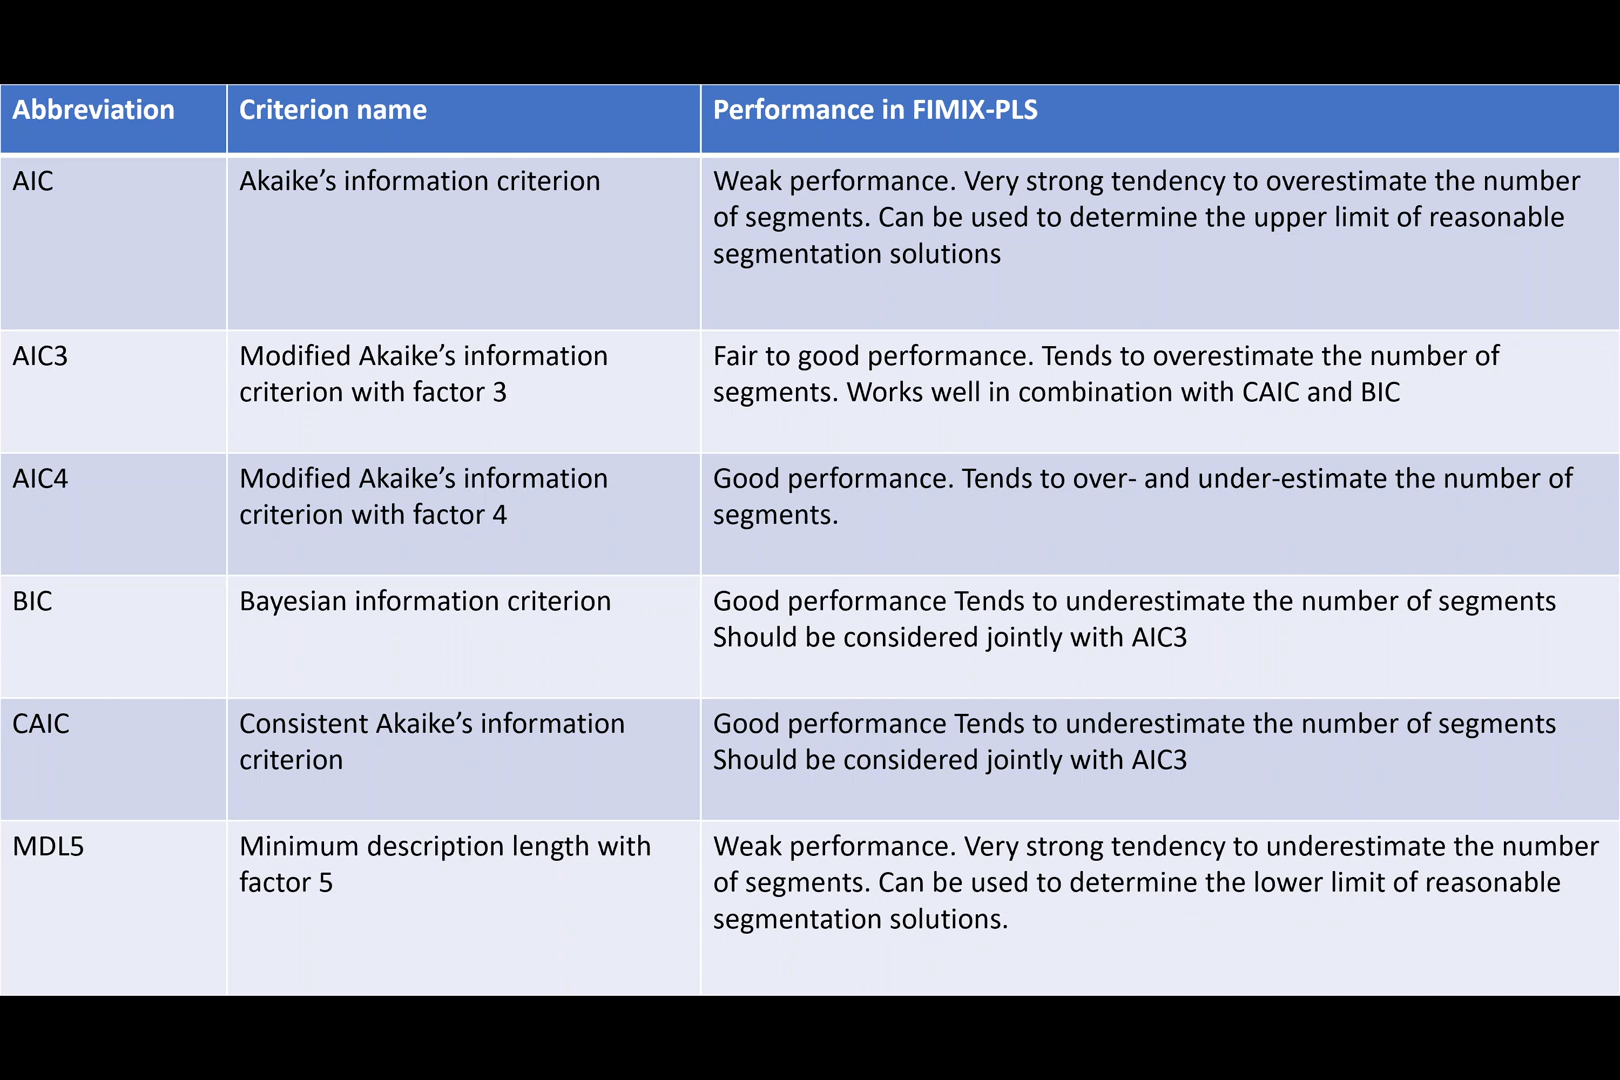 Abbreviation
Criterion name
Performance in FIMIX-PLS
AIC
Akaike’s information criterion
Weak performance. Very strong tendency to overestimate the number
of segments. Can be used to determine the upper limit of reasonable
segmentation solutions
AIC3
Modified Akaike’s information
criterion with factor 3
Fair to good performance. Tends to overestimate the number of
segments. Works well in combination with CAIC and BIC
AIC4
Modified Akaike’s information
criterion with factor 4
Good performance. Tends to over- and under-estimate the number of
segments.
BIC
Bayesian information criterion
Good performance Tends to underestimate the number of segments
Should be considered jointly with AIC3
CAIC
Consistent Akaike’s information
criterion
Good performance Tends to underestimate the number of segments
Should be considered jointly with AIC3
MDL5
Minimum description length with
factor 5
Weak performance. Very strong tendency to underestimate the number
of segments. Can be used to determine the lower limit of reasonable
segmentation solutions.